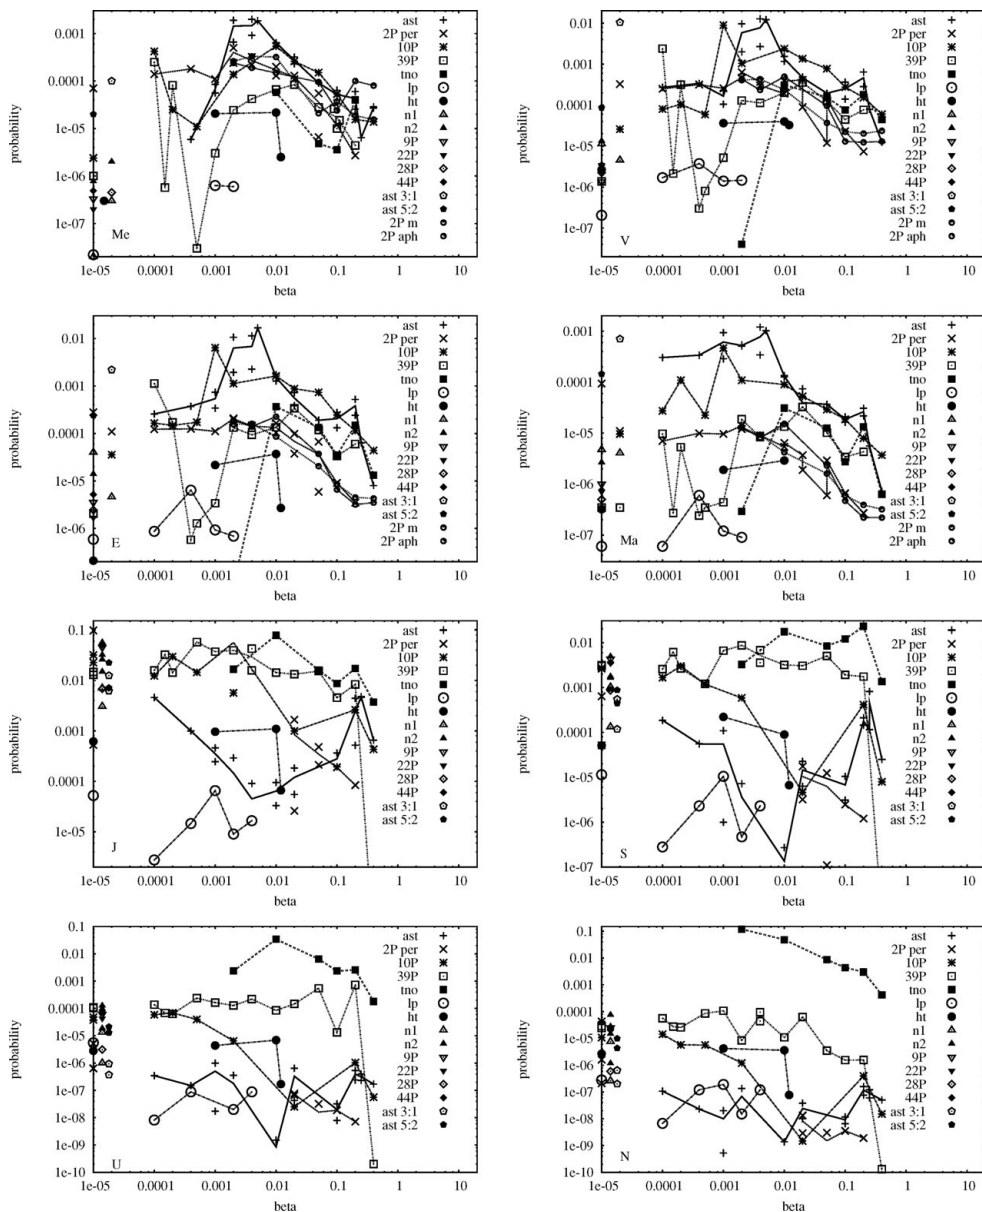 probability
0.001
0.0001
1e-05
1e-06
1e-07
ast
2P per
10P
39P
tno
lp
ht
n1
n2
9P
22P
28P
44P
ast 3:1
ast 5:2
2P m
2P aph
Me
1e-05 0.0001 0.001 0.01 0.1 1 10
beta
probability
0.01
0.001
0.0001
1e-05
1e-06
1e-07
ast
2P per
10P
39P
tno
lp
ht
n1
n2
9P
22P
28P
44P
ast 3:1
ast 5:2
2P m
2P aph
V
1e-05 0.0001 0.001 0.01 0.1 1 10
beta
probability
0.01
0.001
0.0001
1e-05
1e-06
ast
2P per
10P
39P
tno
lp
ht
n1
n2
9P
22P
28P
44P
ast 3:1
ast 5:2
2P m
2P aph
E
1e-05 0.0001 0.001 0.01 0.1 1 10
beta
probability
0.001
0.0001
1e-05
1e-06
1e-07
ast
2P per
10P
39P
tno
lp
ht
n1
n2
9P
22P
28P
44P
ast 3:1
ast 5:2
2P m
2P aph
Ma
1e-05 0.0001 0.001 0.01 0.1 1 10
beta
probability
0.1
0.01
0.001
0.0001
1e-05
ast
2P per
10P
39P
tno
lp
ht
n1
n2
9P
22P
28P
44P
ast 3:1
ast 5:2
J
1e-05 0.0001 0.001 0.01 0.1 1 10
beta
probability
0.01
0.001
0.0001
1e-05
1e-06
1e-07
ast
2P per
10P
39P
tno
lp
ht
n1
n2
9P
22P
28P
44P
ast 3:1
ast 5:2
S
1e-05 0.0001 0.001 0.01 0.1 1 10
beta
probability
0.1
0.01
0.001
0.0001
1e-05
1e-06
1e-07
1e-08
1e-09
1e-10
ast
2P per
10P
39P
tno
lp
ht
n1
n2
9P
22P
28P
44P
ast 3:1
ast 5:2
U
1e-05 0.0001 0.001 0.01 0.1 1 10
beta
probability
0.1
0.01
0.001
0.0001
1e-05
1e-06
1e-07
1e-08
1e-09
1e-10
ast
2P per
10P
39P
tno
lp
ht
n1
n2
9P
22P
28P
44P
ast 3:1
ast 5:2
N
1e-05 0.0001 0.001 0.01 0.1 1 10
beta